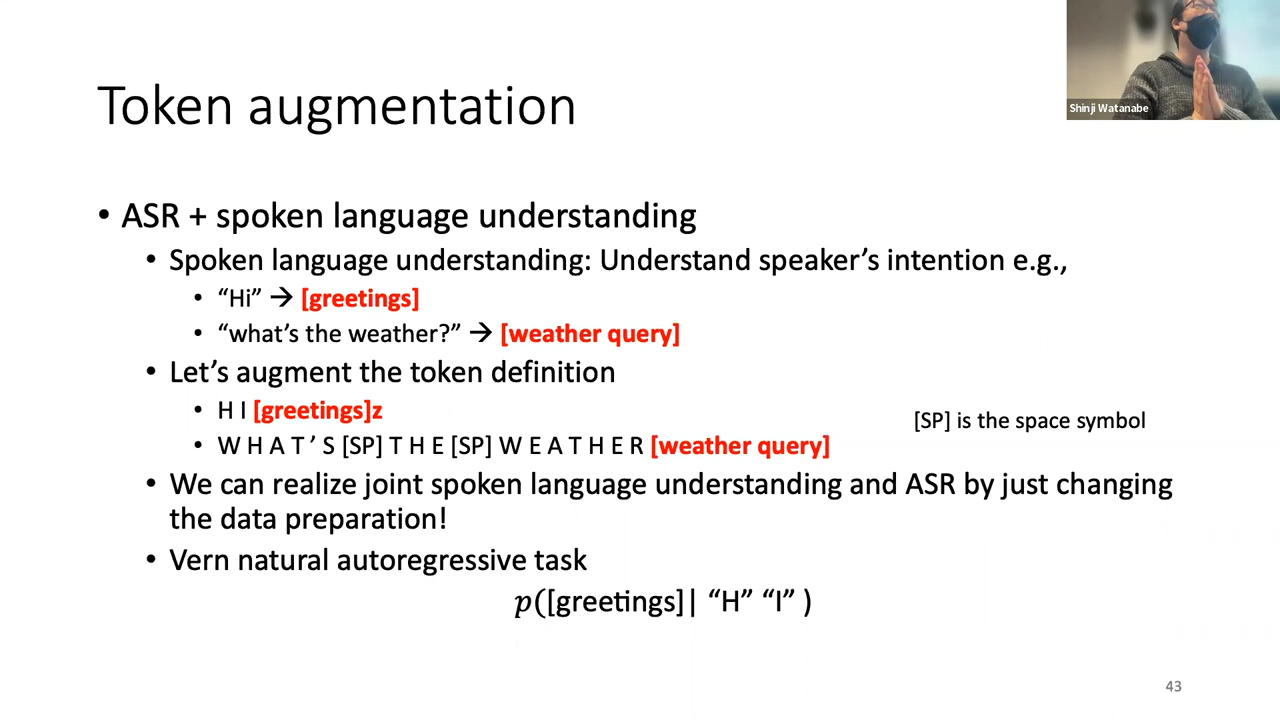 Shinji Watanabe
Token augmentation
• ASR + spoken language understanding
• Spoken language understanding: Understand speaker’s intention e.g.,
• “Hi” → [greetings]
• “what’s the weather?” → [weather query]
• Let’s augment the token definition
• H I [greetings]z
[SP] is the space symbol
• W H A T ’ S [SP] T H E [SP] W E A T H E R [weather query]
• We can realize joint spoken language understanding and ASR by just changing
the data preparation!
• Vern natural autoregressive task
p([greetings]| “H” “I” )
43